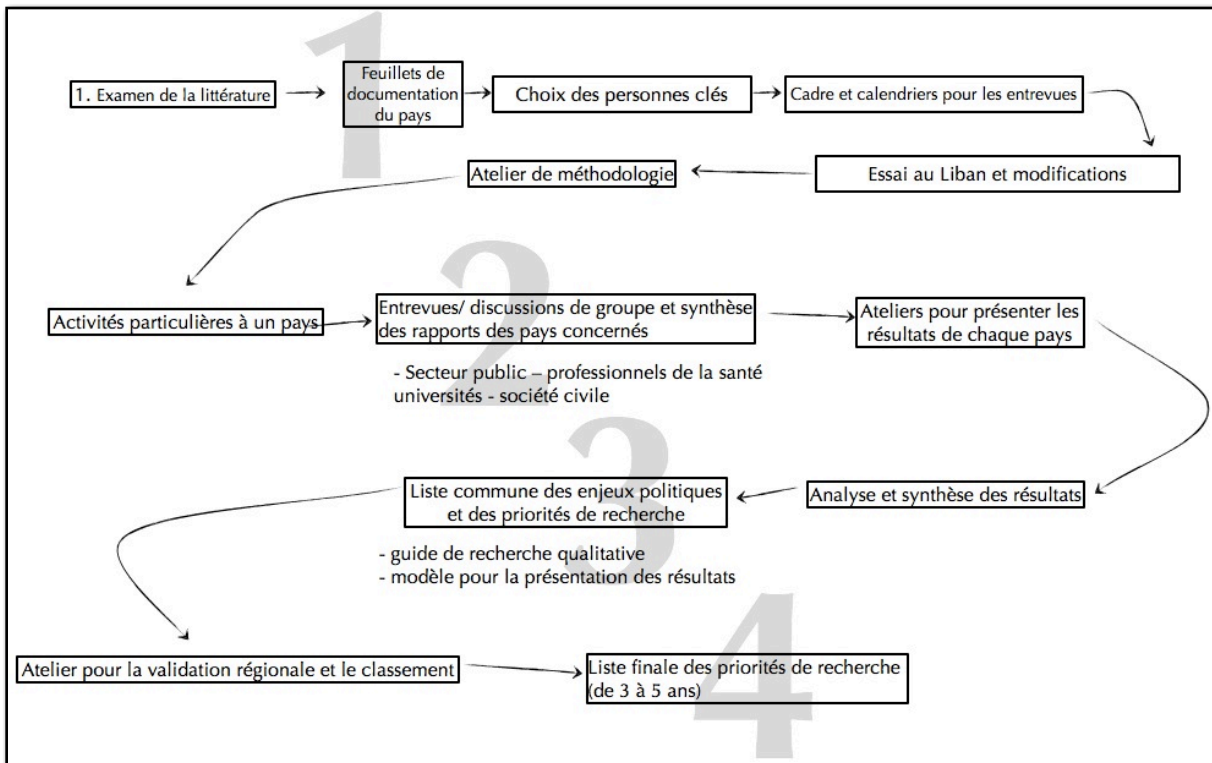 1
1. Examen de la littérature
Feuillets de
documentation
du pays
Choix des personnes clés
Cadre et calendriers pour les entrevues
Essai au Liban et modifications
Atelier de méthodologie
2
Activités particulières à un pays
Entrevues/ discussions de groupe et synthèse
des rapports des pays concernés
- Secteur public – professionnels de la santé
universités - société civile
Ateliers pour présenter les
résultats de chaque pays
3
Analyse et synthèse des résultats
Liste commune des enjeux politiques
et des priorités de recherche
- guide de recherche qualitative
- modèle pour la présentation des résultats
4
Atelier pour la validation régionale et le classement
Liste finale des priorités de recherche
(de 3 à 5 ans)